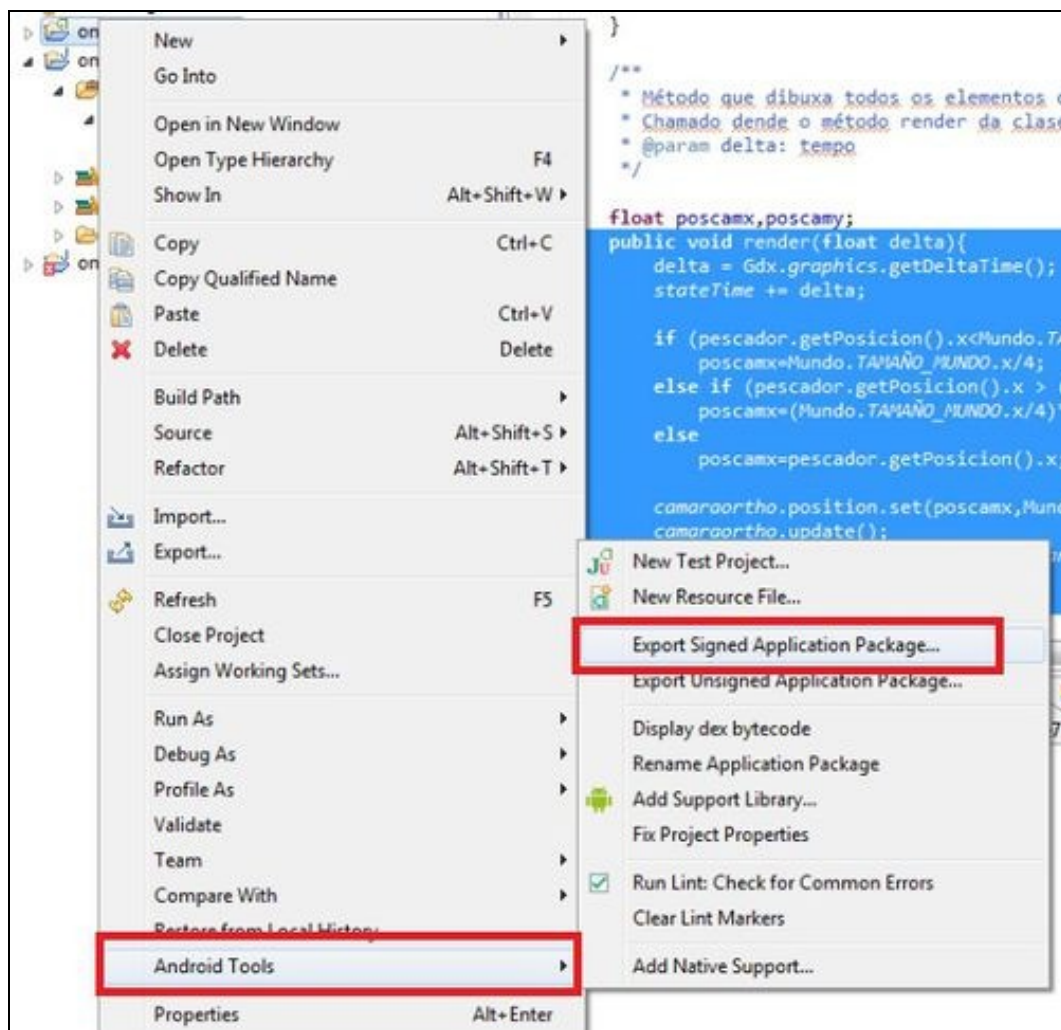 on
on
on
New
Go Into
Open in New Window
Open Type Hierarchy F4
Show In Alt+Shift+W
Copy Ctrl+C
Copy Qualified Name
Paste Ctrl+V
Delete Delete
Build Path
Source Alt+Shift+S
Refactor Alt+Shift+T
Import...
Export...
Refresh F5
Close Project
Assign Working Sets...
Run As
Debug As
Profile As
Validate
Team
Compare With
Restore from Local History
Android Tools
Properties Alt+Enter
}
/**
* Método que dibuxa todos os elementos
* Chamado dende o método render da clase
* @param delta: tempo
*/
float poscamx,poscamy;
public void render(float delta){
delta = Gdx.graphics.getDeltaTime();
stateTime += delta;
if (pescador.getPosicion().x<Mundo.TA
poscamx=Mundo.TAMAÑO_MUNDO.x/4;
else if (pescador.getPosicion().x > (
poscamx=(Mundo.TAMAÑO_MUNDO.x/4)*
else
poscamx=pescador.getPosicion().x
camaraortho.position.set(poscamx,Mund
camaraortho.update();
New Test Project...
New Resource File...
Export Signed Application Package...
Export Unsigned Application Package...
Display dex bytecode
Rename Application Package
Add Support Library...
Fix Project Properties
Run Lint: Check for Common Errors
Clear Lint Markers
Add Native Support...